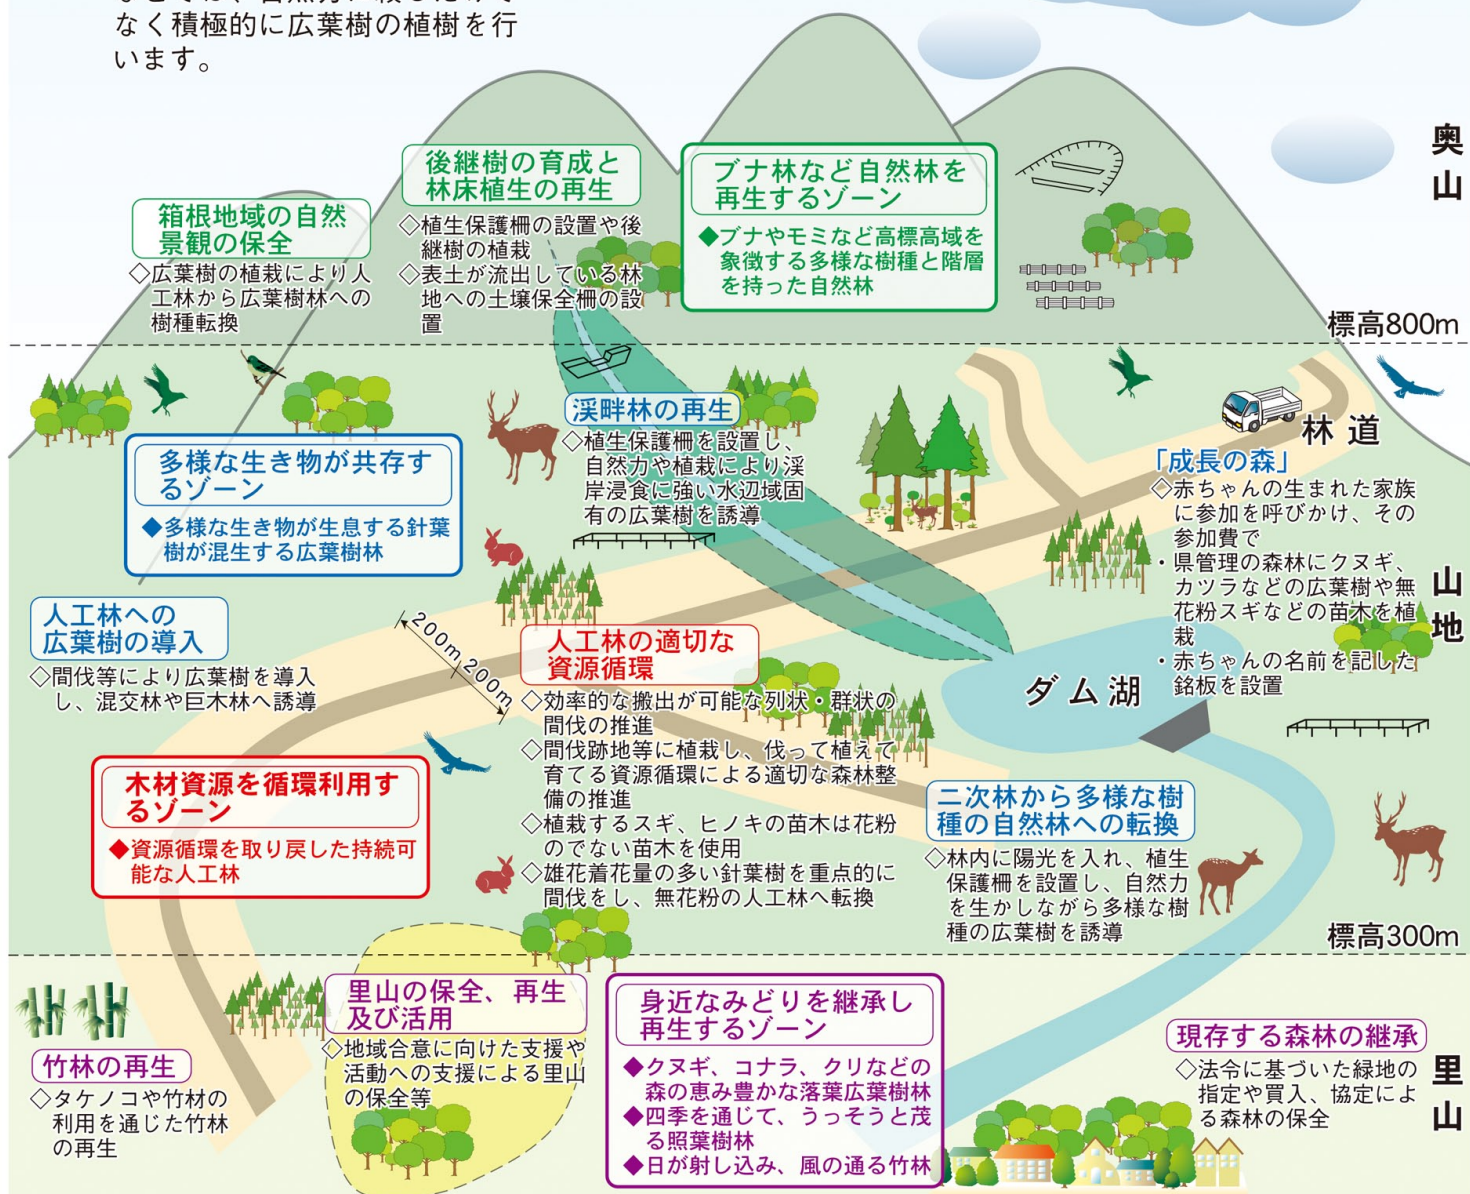 なく積極的に広葉樹の植樹を行
います。
奥山
後継樹の育成と
林床植生の再生
◇植生保護柵の設置や後
継樹の植栽
◇表土が流出している林
地への土壌保全柵の設
置
ブナ林など自然林を
再生するゾーン
◆ブナやモミなど高標高域を
象徴する多様な樹種と階層
を持った自然林
箱根地域の自然
景観の保全
◇広葉樹の植栽により人
工林から広葉樹林への
樹種転換
標高800m
渓畔林の再生
◇植生保護柵を設置し、
自然力や植栽により渓
岸浸食に強い水辺域固
有の広葉樹を誘導
林道
多様な生き物が共存す
るゾーン
◆多様な生き物が生息する針葉
樹が混生する広葉樹林
「成長の森」
◇赤ちゃんの生まれた家族
に参加を呼びかけ、その
参加費で
・県管理の森林にクヌギ、
カツラなどの広葉樹や無
花粉スギなどの苗木を植
栽
・赤ちゃんの名前を記した
銘板を設置
山地
人工林への
広葉樹の導入
◇間伐等により広葉樹を導入
し、混交林や巨木林へ誘導
200m
200m
人工林の適切な
資源循環
◇効率的な搬出が可能な列状・群状の
間伐の推進
◇間伐跡地等に植栽し、伐って植えて
育てる資源循環による適切な森林整
備の推進
◇植栽するスギ、ヒノキの苗木は花粉
のでない苗木を使用
◇雄花着花量の多い針葉樹を重点的に
間伐をし、無花粉の人工林へ転換
ダム湖
木材資源を循環利用す
るゾーン
◆資源循環を取り戻した持続可
能な人工林
二次林から多様な樹
種の自然林への転換
◇林内に陽光を入れ、植生
保護柵を設置し、自然力
を生かしながら多様な樹
種の広葉樹を誘導
標高300m
里山の保全、再生
及び活用
◇地域合意に向けた支援や
活動への支援による里山
の保全等
身近なみどりを継承し
再生するゾーン
◆クヌギ、コナラ、クリなどの
森の恵み豊かな落葉広葉樹林
◆四季を通じて、うっそうと茂
る照葉樹林
◆日が射し込み、風の通る竹林
竹林の再生
◇タケノコや竹材の
利用を通じた竹林
の再生
現存する森林の継承
◇法令に基づいた緑地の
指定や買入、協定によ
る森林の保全
里山